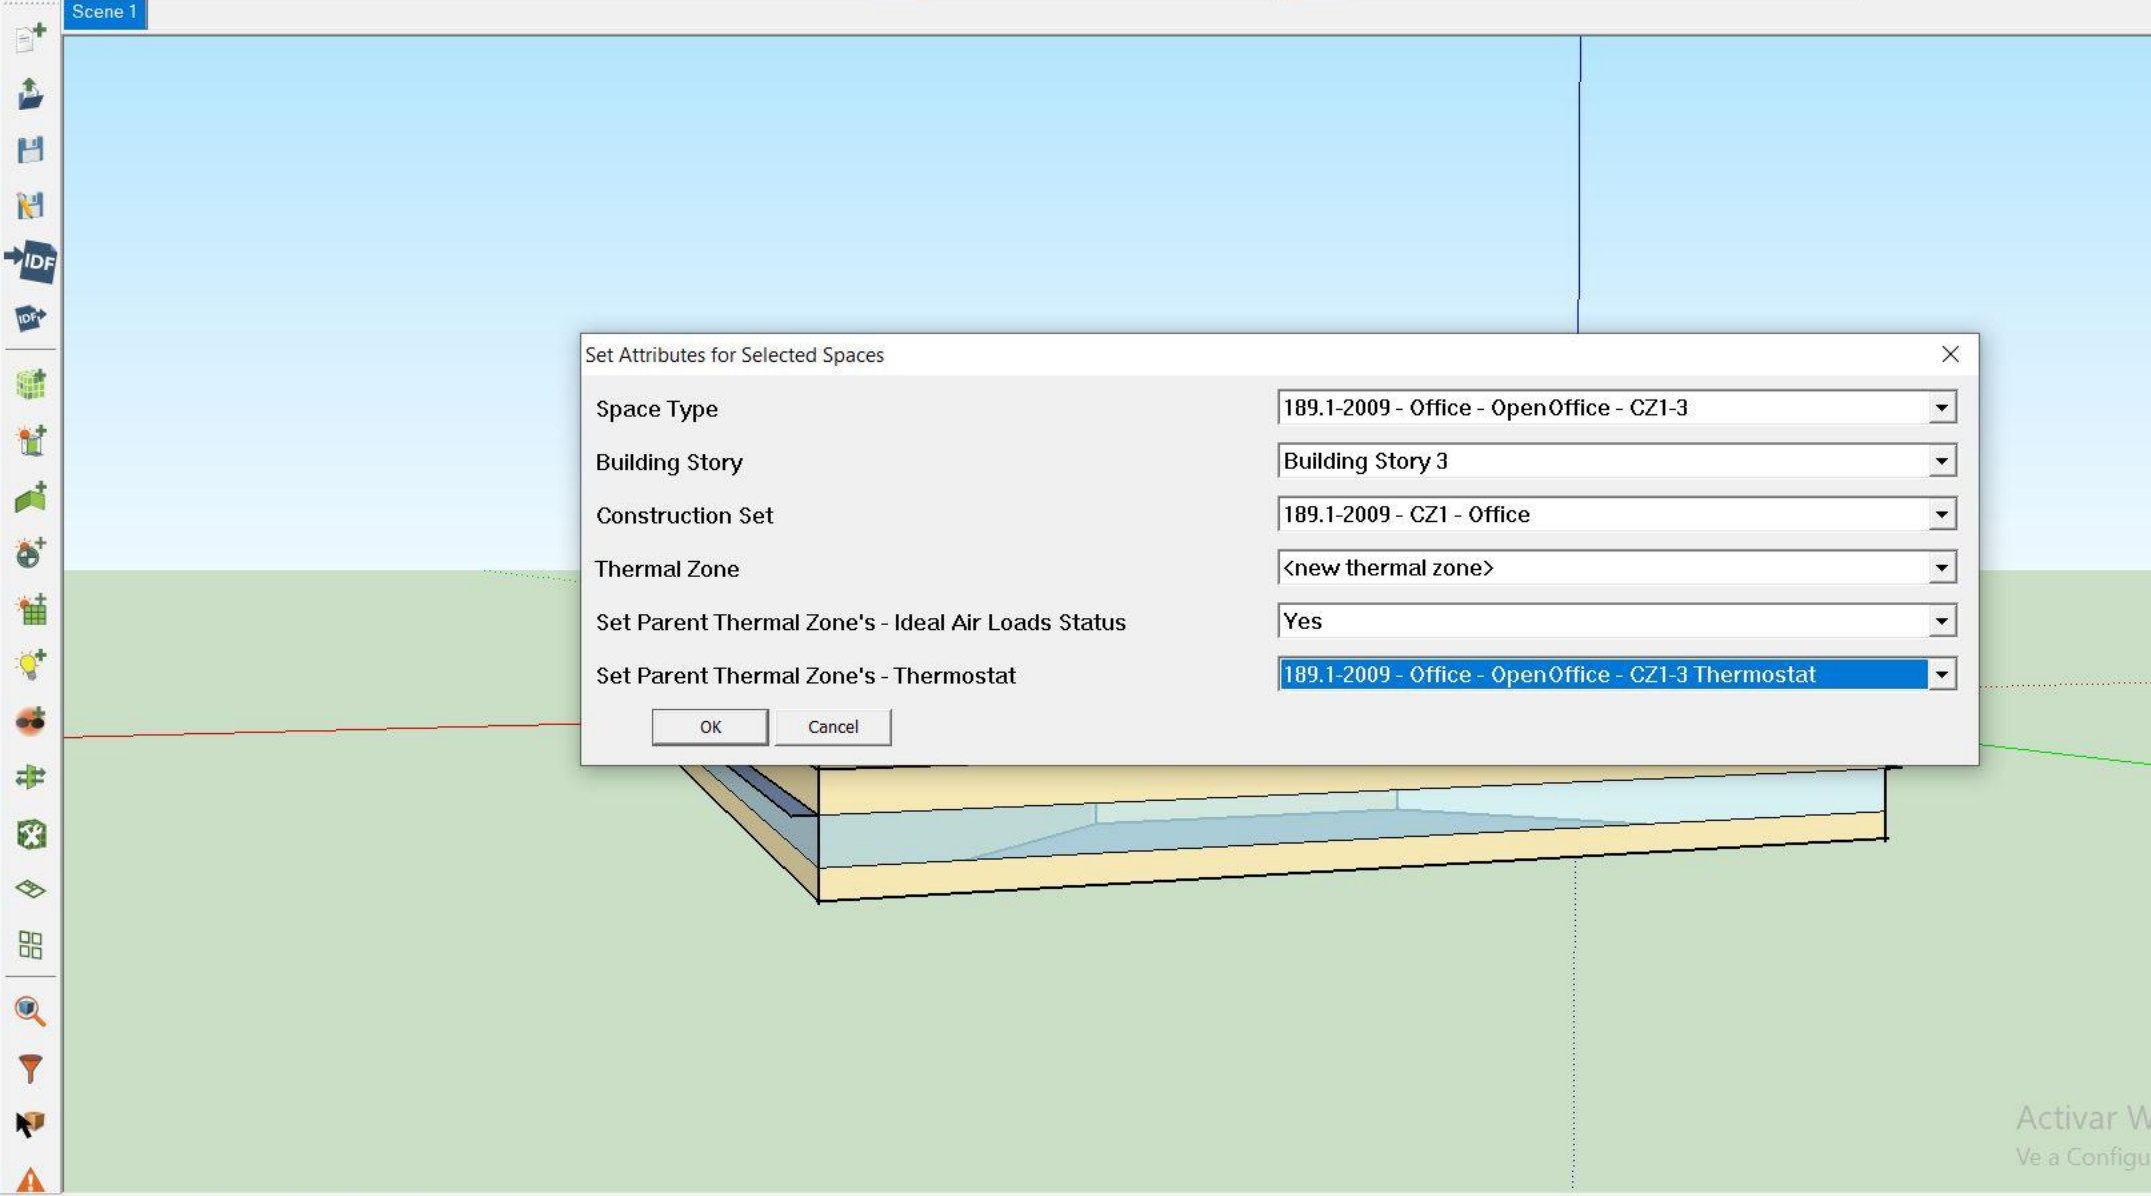 Scene 1
IDF
IDF
Set Attributes for Selected Spaces
Space Type 189.1-2009 - Office - OpenOffice - CZ1-3
Building Story Building Story 3
Construction Set 189.1-2009 - CZ1 - Office
Thermal Zone <new thermal zone>
Set Parent Thermal Zone's - Ideal Air Loads Status Yes
Set Parent Thermal Zone's - Thermostat 189.1-2009 - Office - OpenOffice - CZ1-3 Thermostat
OK Cancel
Activar W
Ve a Configu